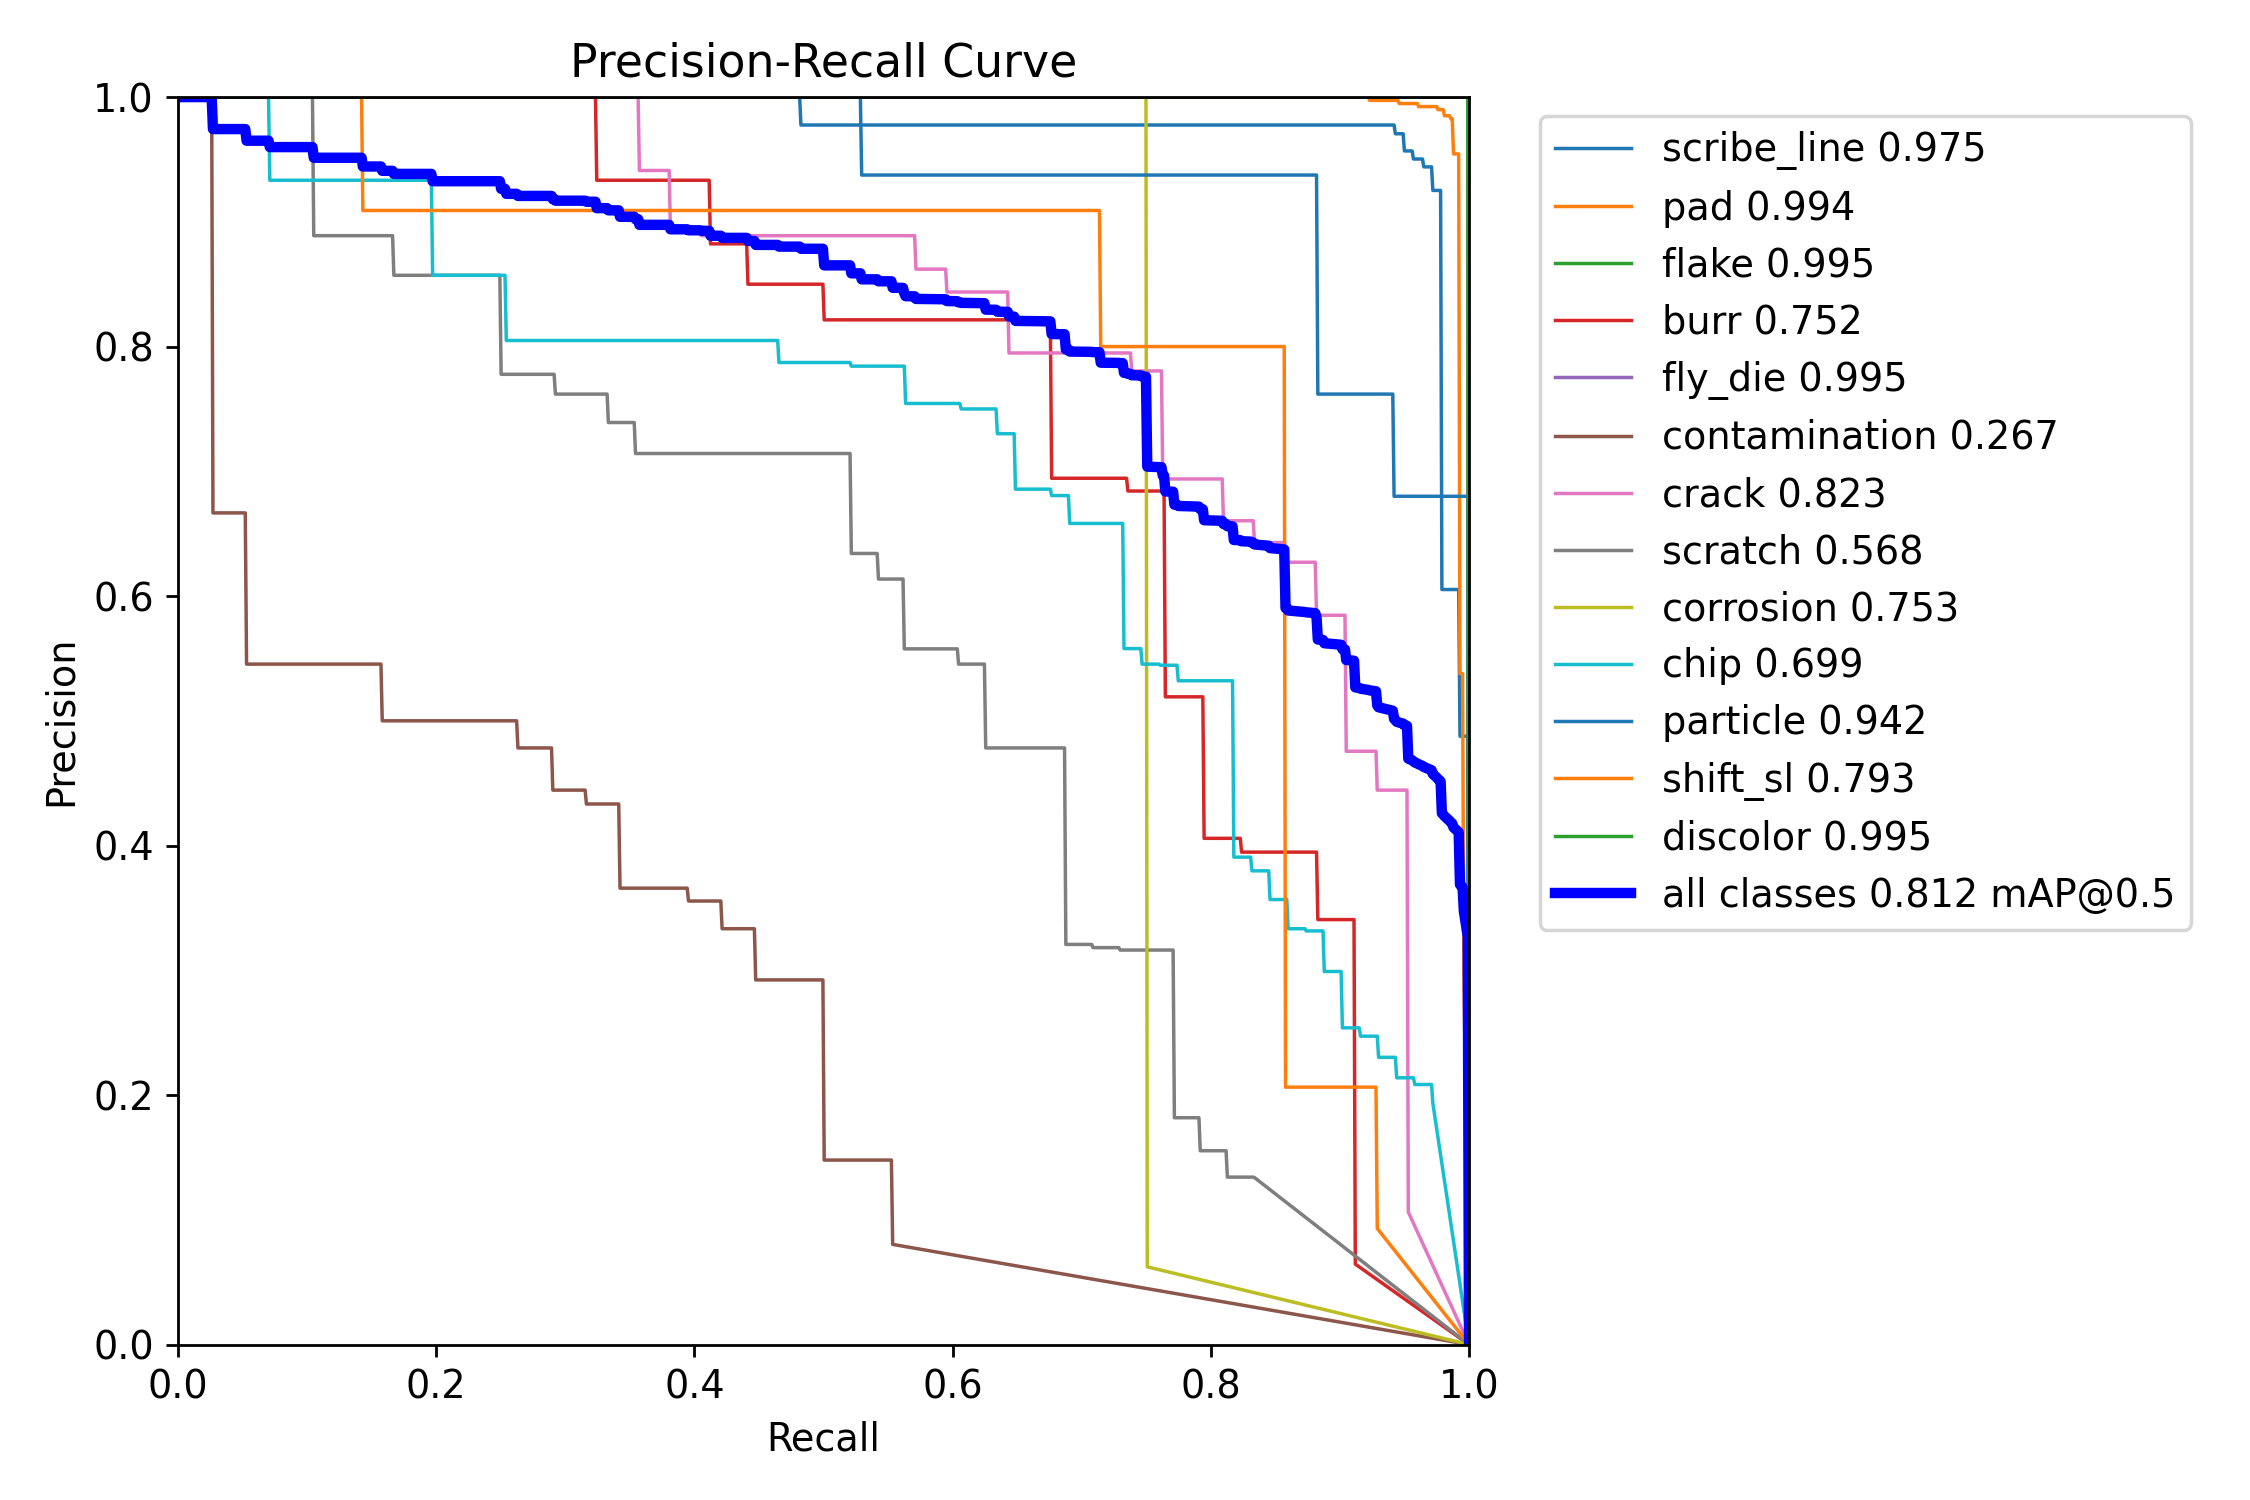 Precision-Recall Curve
1.0
0.8
0.6
0.4
0.2
0.0
Precision
0.0 0.2 0.4 0.6 0.8 1.0
Recall
scribe_line 0.975
pad 0.994
flake 0.995
burr 0.752
fly_die 0.995
contamination 0.267
crack 0.823
scratch 0.568
corrosion 0.753
chip 0.699
particle 0.942
shift_sl 0.793
discolor 0.995
all classes 0.812 mAP@0.5